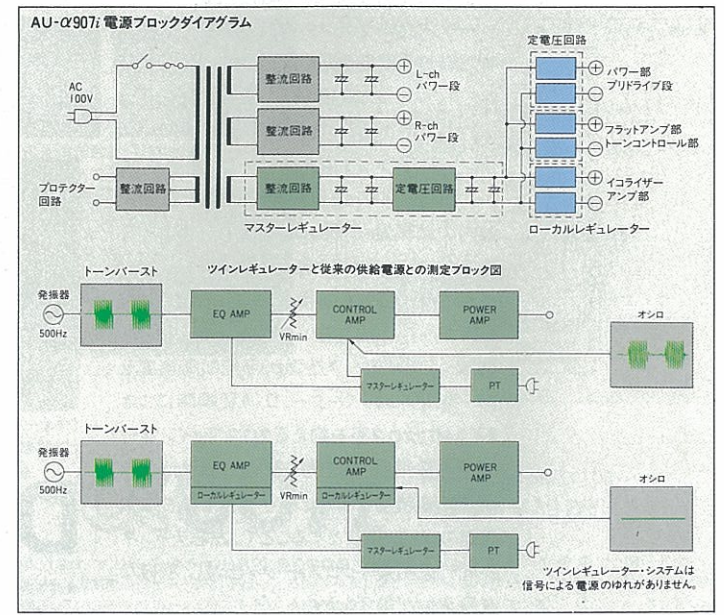 AU-α907i 電源ブロックダイアグラム
AC
100V
整流回路
L-ch
パワー段
整流回路
R-ch
パワー段
プロテクター
回路
整流回路
整流回路
定電圧回路
マスターレギュレーター
定電圧回路
パワー部
プリドライブ段
フラットアンプ部
トーンコントロール部
イコライザー
アンプ部
ローカルレギュレーター
ツインレギュレーターと従来の供給電源との測定ブロック図
トーンバースト
発振器
500Hz
EQ AMP
VRmin
CONTROL
AMP
POWER
AMP
オシロ
マスターレギュレーター
PT
トーンバースト
発振器
500Hz
EQ AMP
ローカルレギュレーター
VRmin
CONTROL
AMP
ローカルレギュレーター
POWER
AMP
オシロ
マスターレギュレーター
PT
ツインレギュレーター・システムは
信号による電源のゆれがありません。